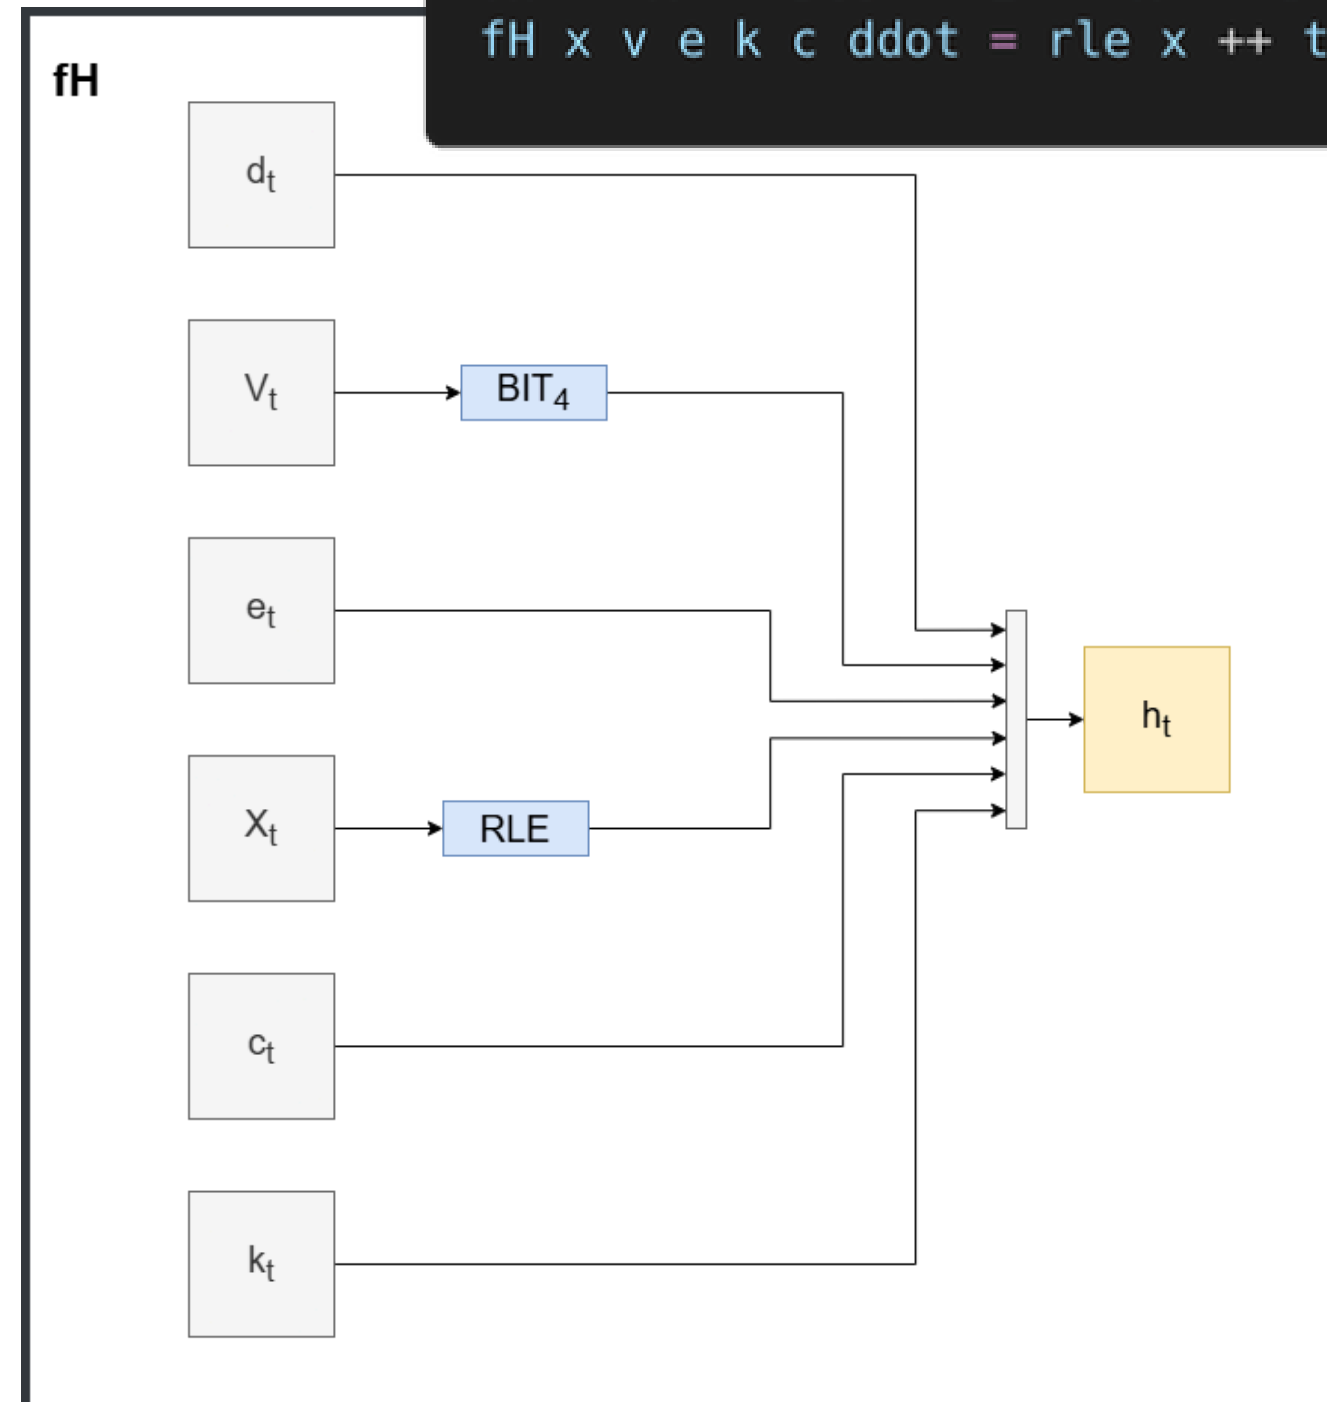 fH x v e k c ddot = rle x ++ t
fH
dt
Vt
BIT4
et
ht
Xt
RLE
ct
kt